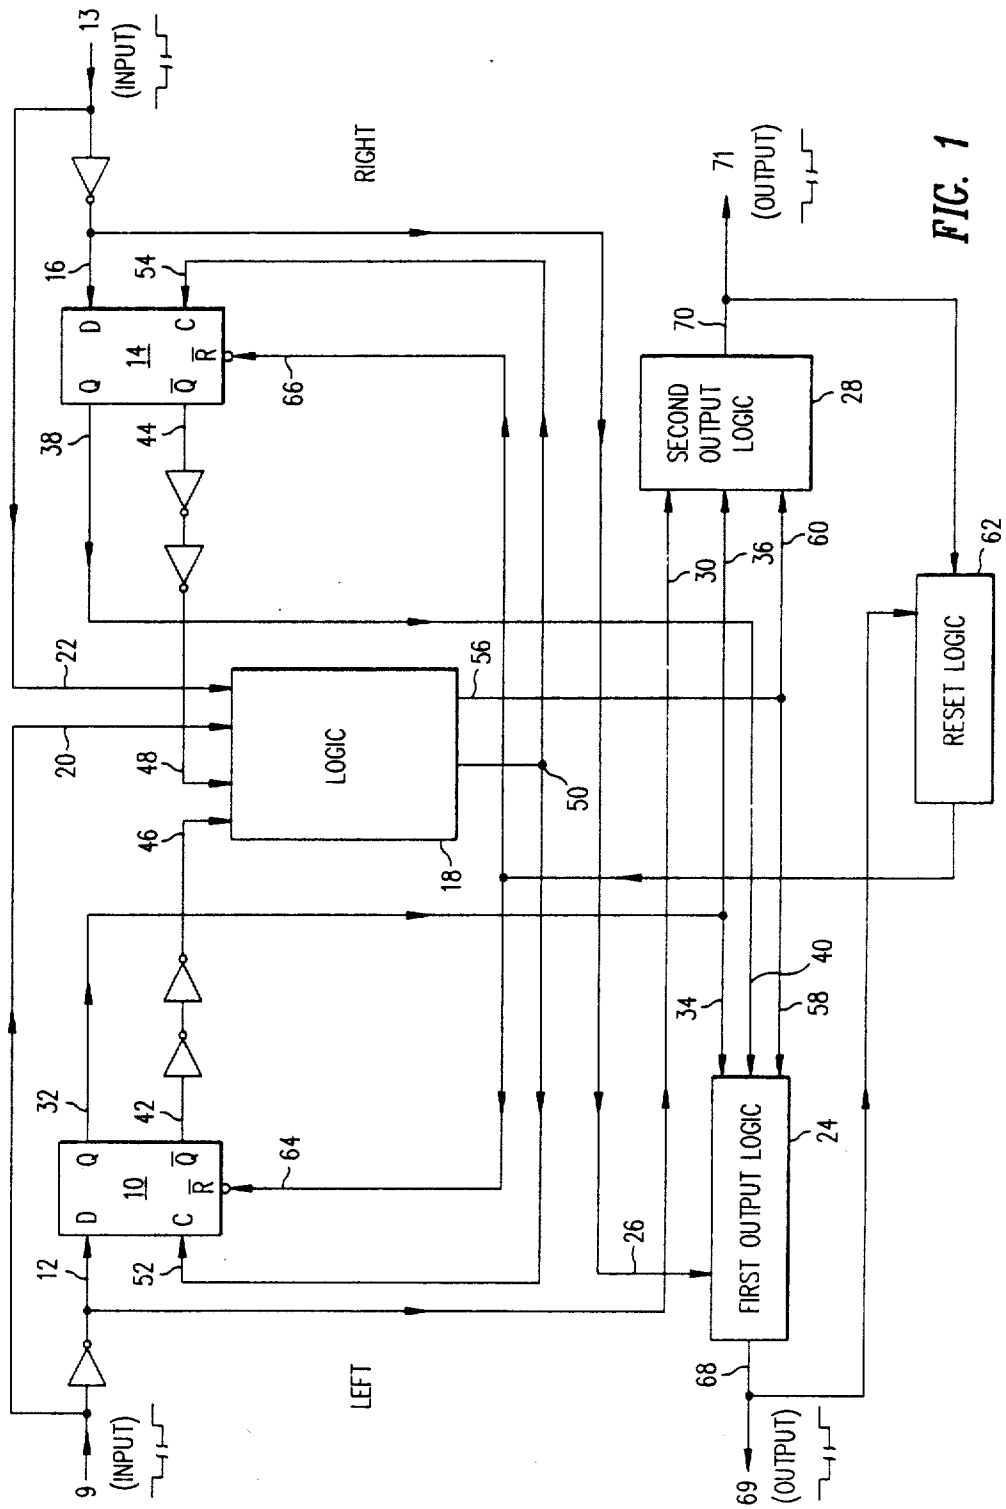 9
(INPUT)
12
D
Q
10
C
Q̅
R̅
52
64
32
42
46
20
22
48
LOGIC
18
50
56
38
44
Q
D
14
Q̅
C
R̅
66
16
54
13
(INPUT)
LEFT
RIGHT
26
34
40
58
30
36
60
FIRST OUTPUT LOGIC
24
68
69
(OUTPUT)
SECOND
OUTPUT
LOGIC
28
70
71
(OUTPUT)
RESET LOGIC
62
FIG. 1